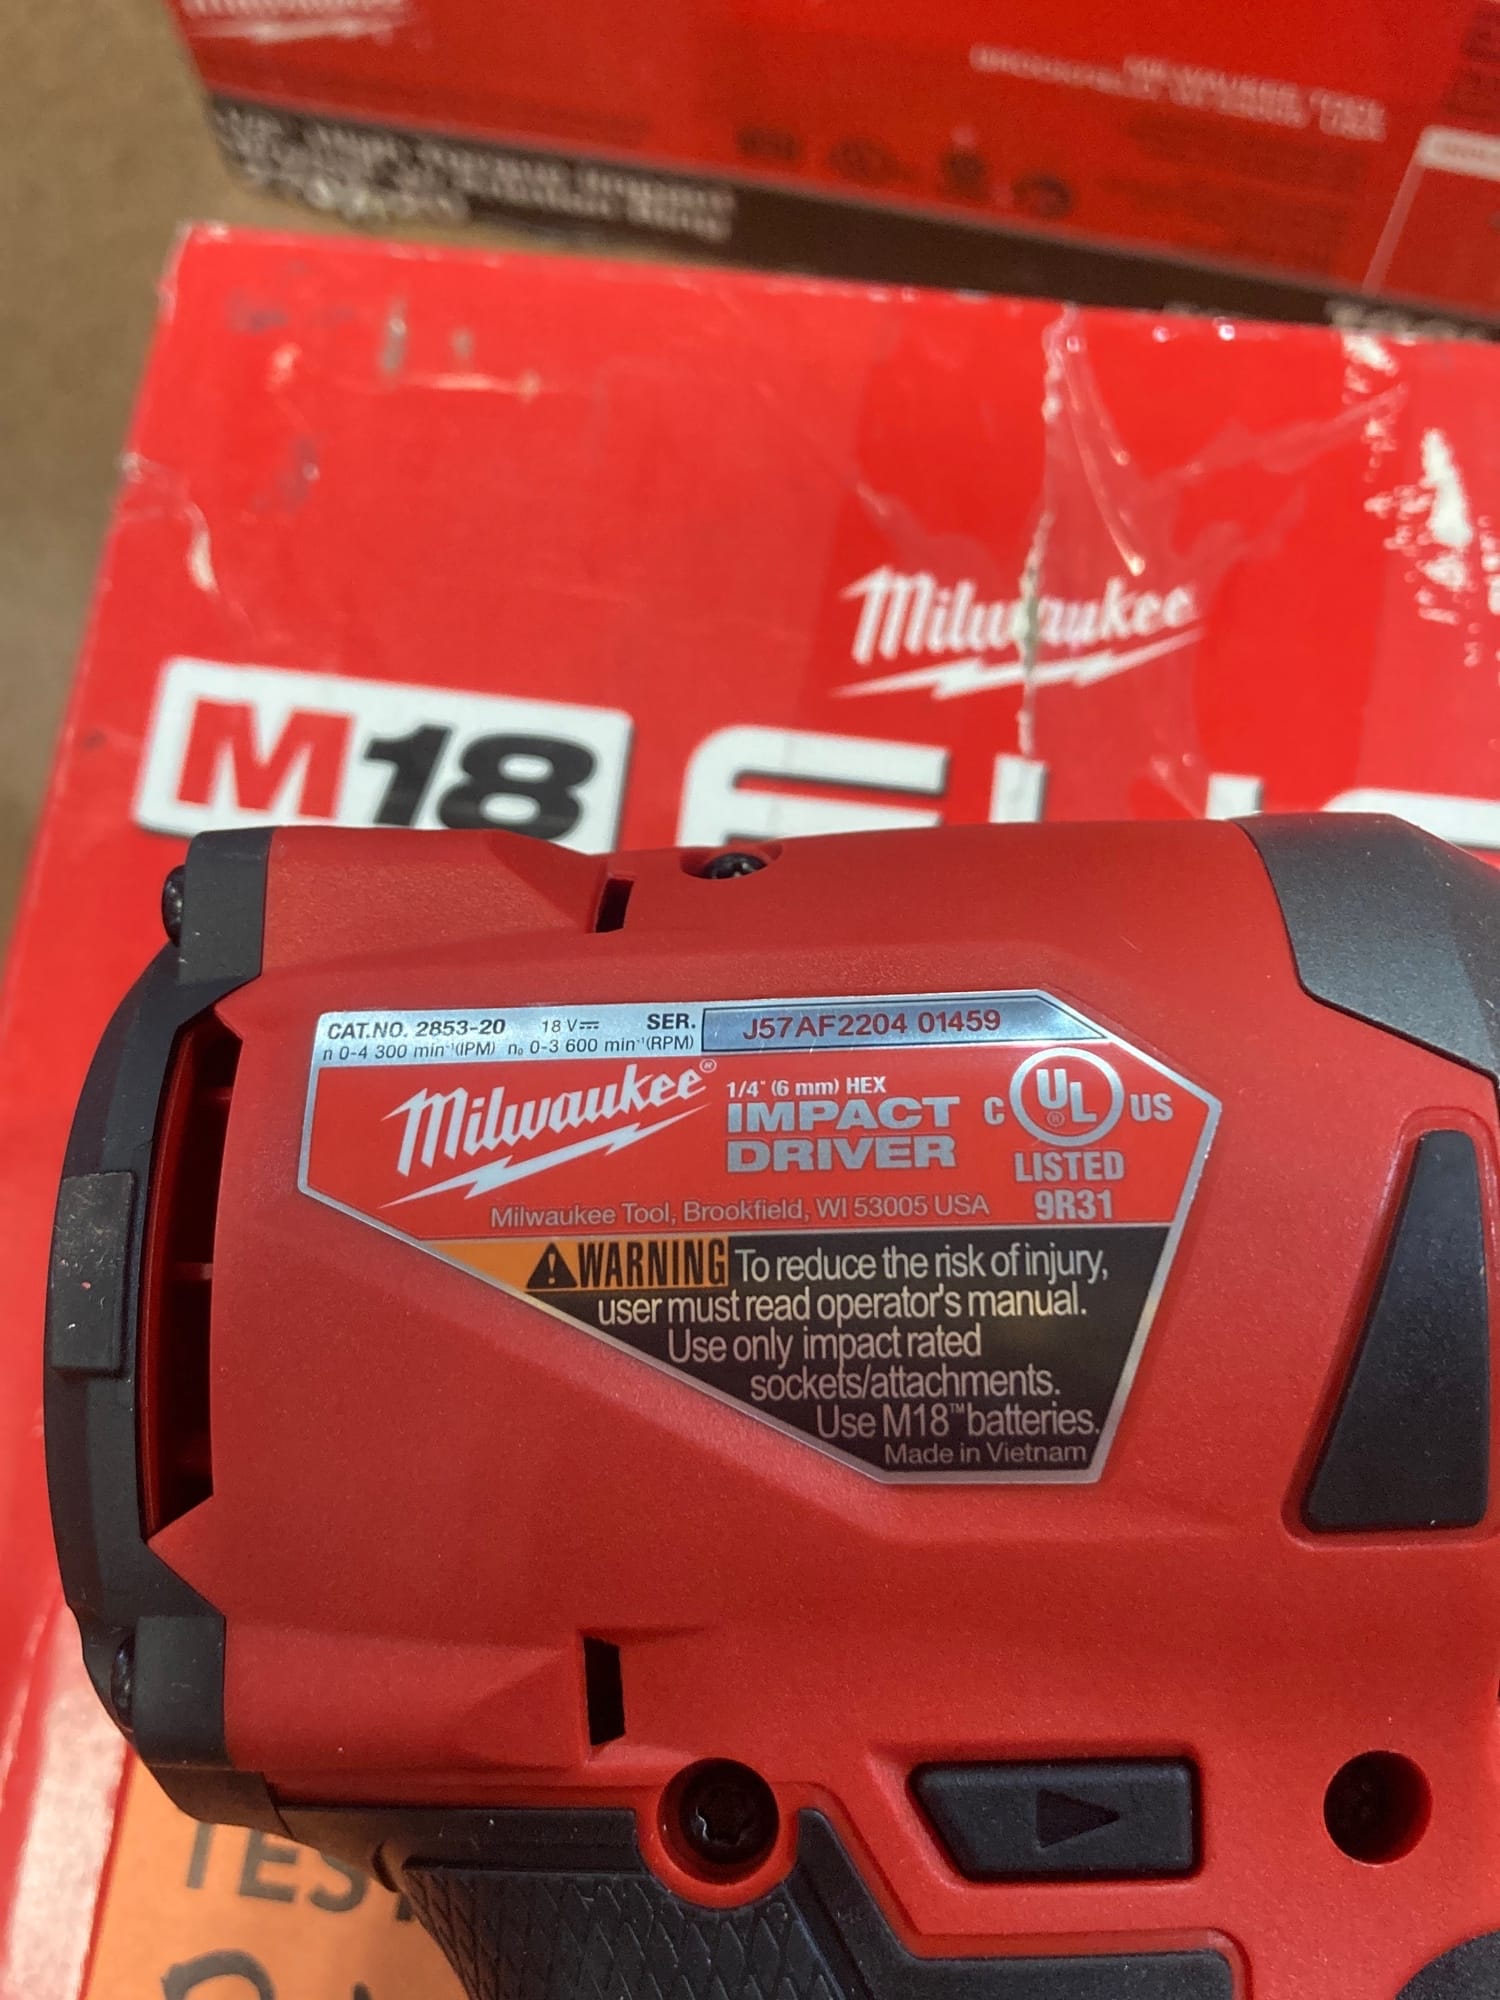 MILWAUKEE TOOL
M18
Milwaukee
CAT.NO. 2853-20 18 V⎓ SER. J57AF2204 01459
n 0-4 300 min⁻¹(IPM) n₀ 0-3 600 min⁻¹(RPM)
Milwaukee®
1/4" (6 mm) HEX
IMPACT
DRIVER
C UL® US
LISTED
9R31
Milwaukee Tool, Brookfield, WI 53005 USA
WARNING To reduce the risk of injury,
user must read operator's manual.
Use only impact rated
sockets/attachments.
Use M18™ batteries.
Made in Vietnam
TEST